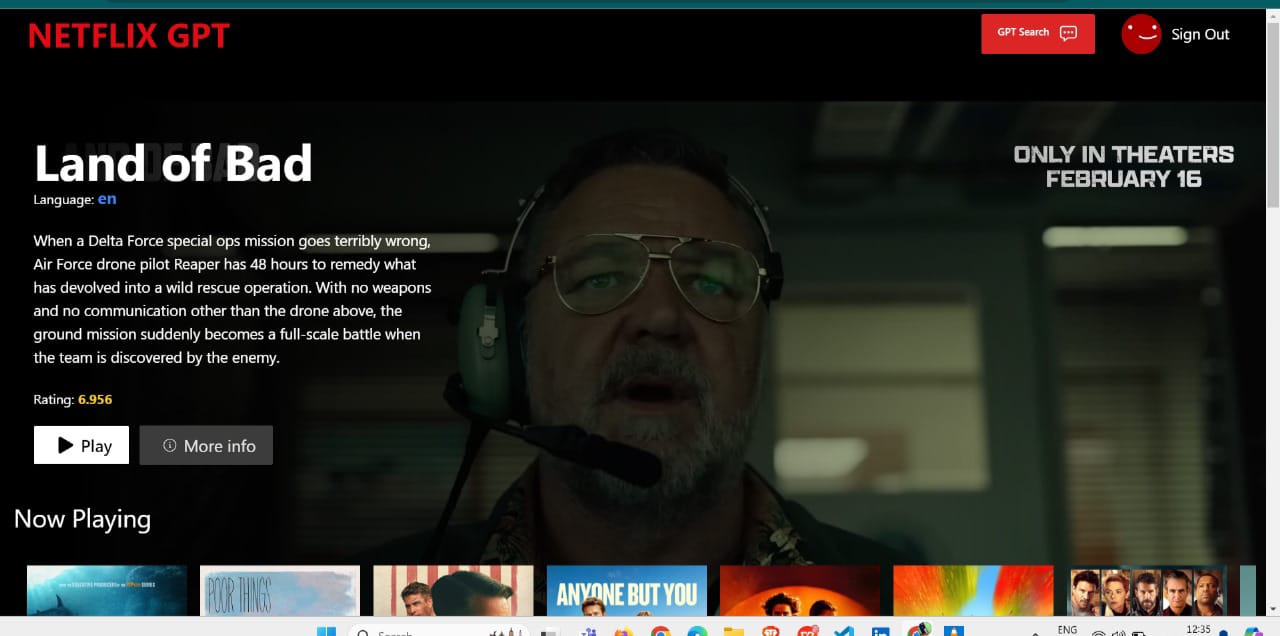 NETFLIX GPT
GPT Search
Sign Out
Land of Bad
ONLY IN THEATERS
FEBRUARY 16
Language: en
When a Delta Force special ops mission goes terribly wrong,
Air Force drone pilot Reaper has 48 hours to remedy what
has devolved into a wild rescue operation. With no weapons
and no communication other than the drone above, the
ground mission suddenly becomes a full-scale battle when
the team is discovered by the enemy.
Rating: 6.956
Play
More info
Now Playing
POOR THINGS
ANYONE BUT YOU
Search
ENG
12:35